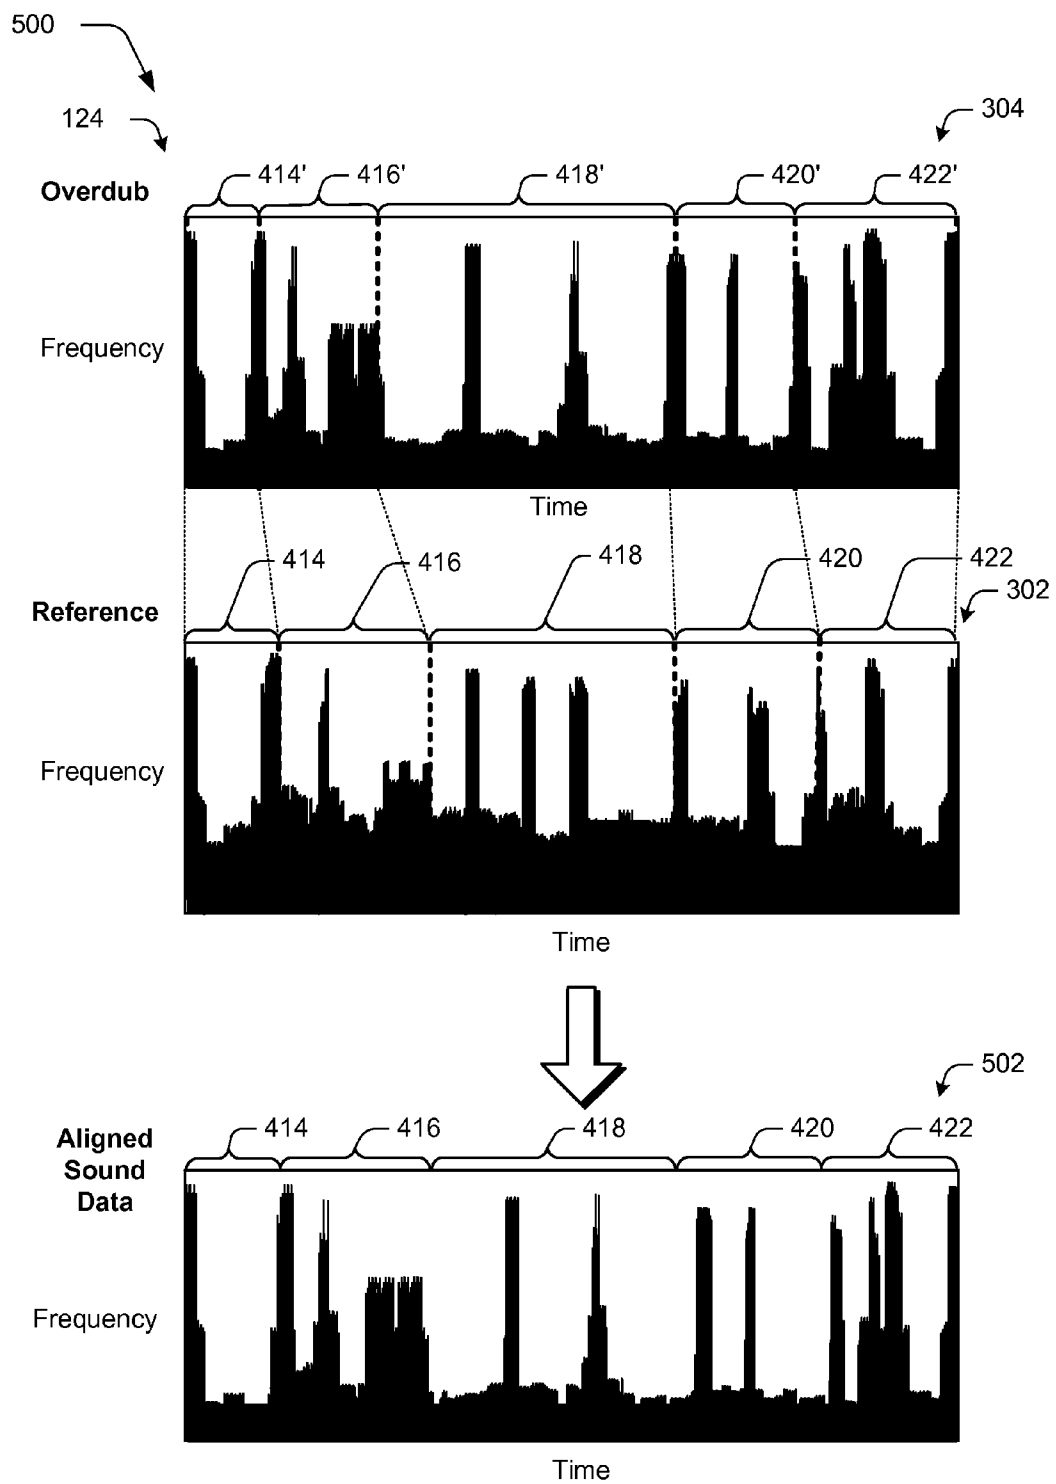 500
124
304
Overdub
414'
416'
418'
420'
422'
Frequency
Time
414
416
418
420
422
302
Reference
Frequency
Time
502
Aligned
Sound
Data
414
416
418
420
422
Frequency
Time